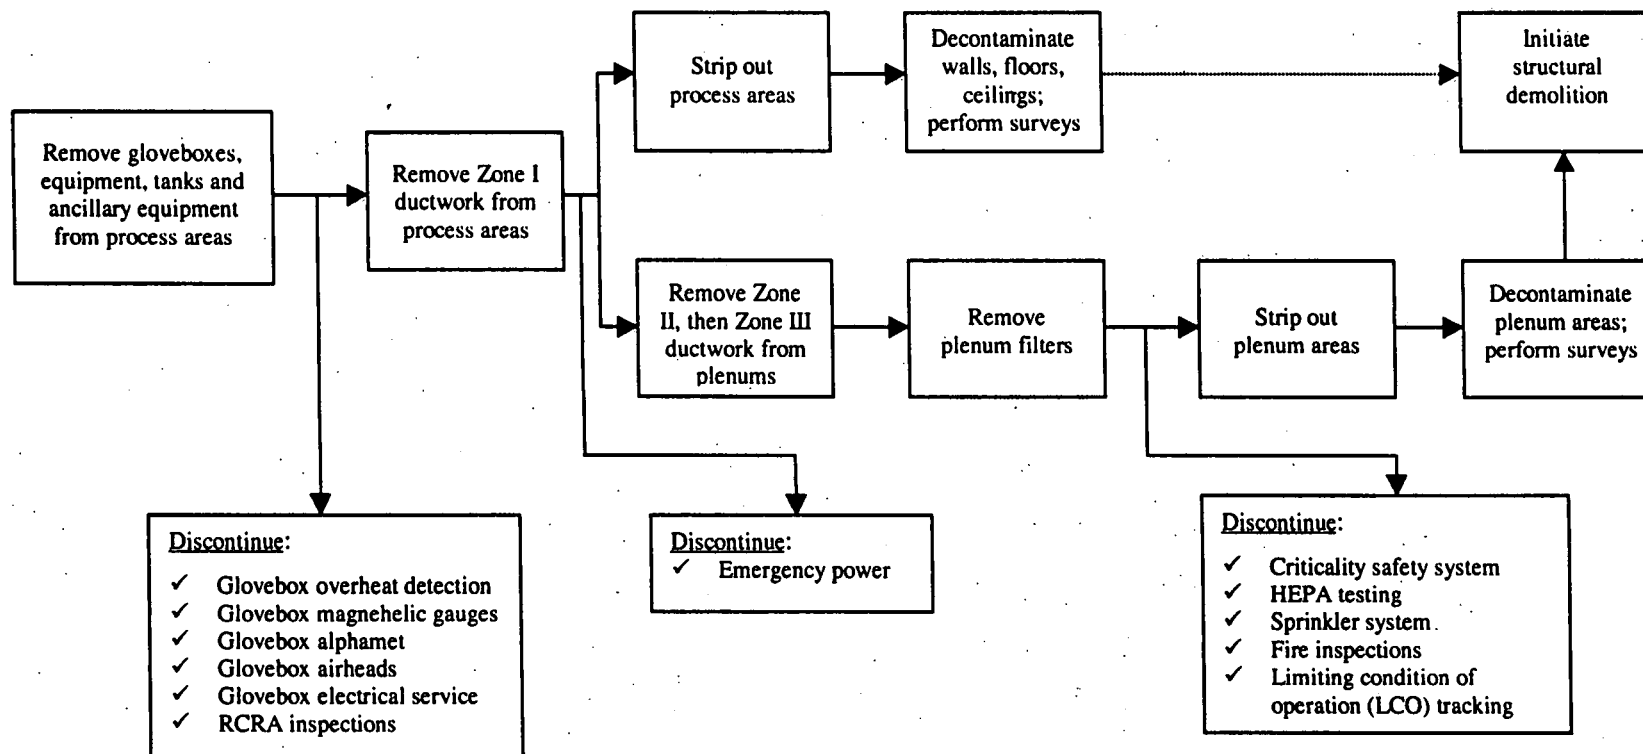 Strip out
process areas
Decontaminate
walls, floors,
ceilings;
perform surveys
Initiate
structural
demolition
Remove gloveboxes,
equipment, tanks and
ancillary equipment
from process areas
Remove Zone I
ductwork from
process areas
Remove Zone
II, then Zone III
ductwork from
plenums
Remove
plenum filters
Strip out
plenum areas
Decontaminate
plenum areas;
perform surveys
Discontinue:
✓ Glovebox overheat detection
✓ Glovebox magnehelic gauges
✓ Glovebox alphamet
✓ Glovebox airheads
✓ Glovebox electrical service
✓ RCRA inspections
Discontinue:
✓ Emergency power
Discontinue:
✓ Criticality safety system
✓ HEPA testing
✓ Sprinkler system
✓ Fire inspections
✓ Limiting condition of
operation (LCO) tracking